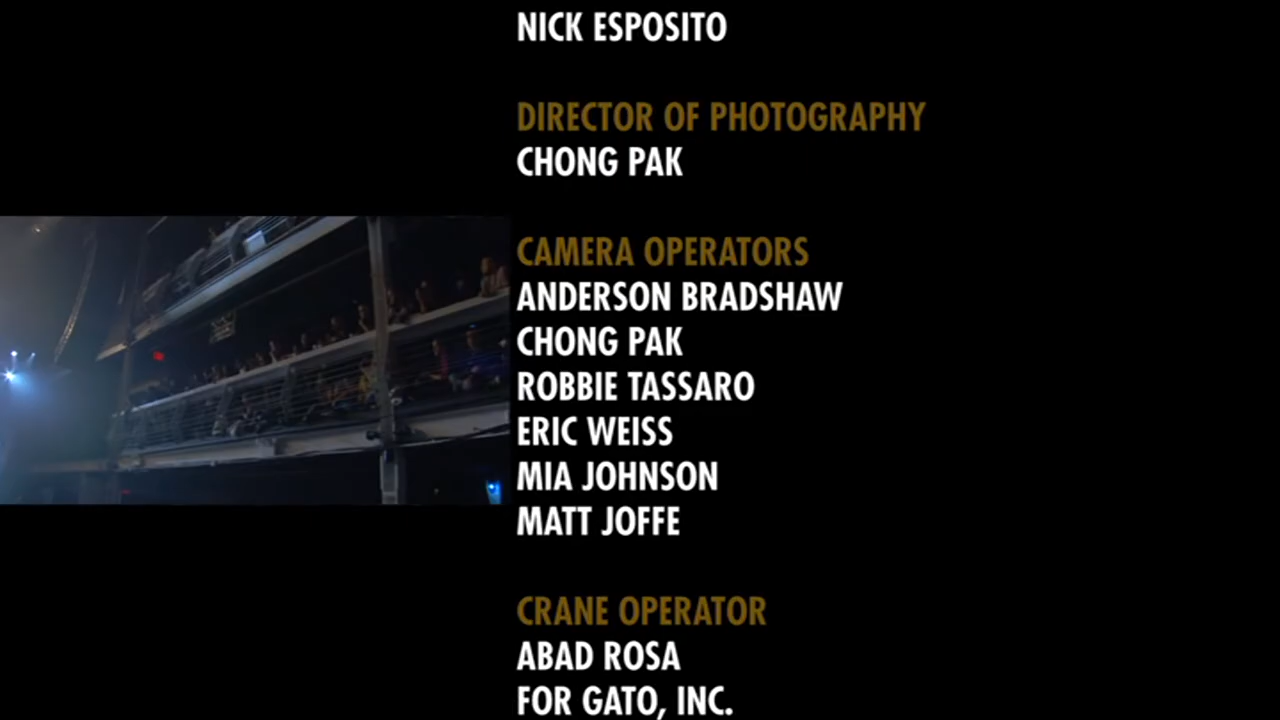 NICK ESPOSITO
DIRECTOR OF PHOTOGRAPHY
CHONG PAK
CAMERA OPERATORS
ANDERSON BRADSHAW
CHONG PAK
ROBBIE TASSARO
ERIC WEISS
MIA JOHNSON
MATT JOFFE
CRANE OPERATOR
ABAD ROSA
FOR GATO, INC.